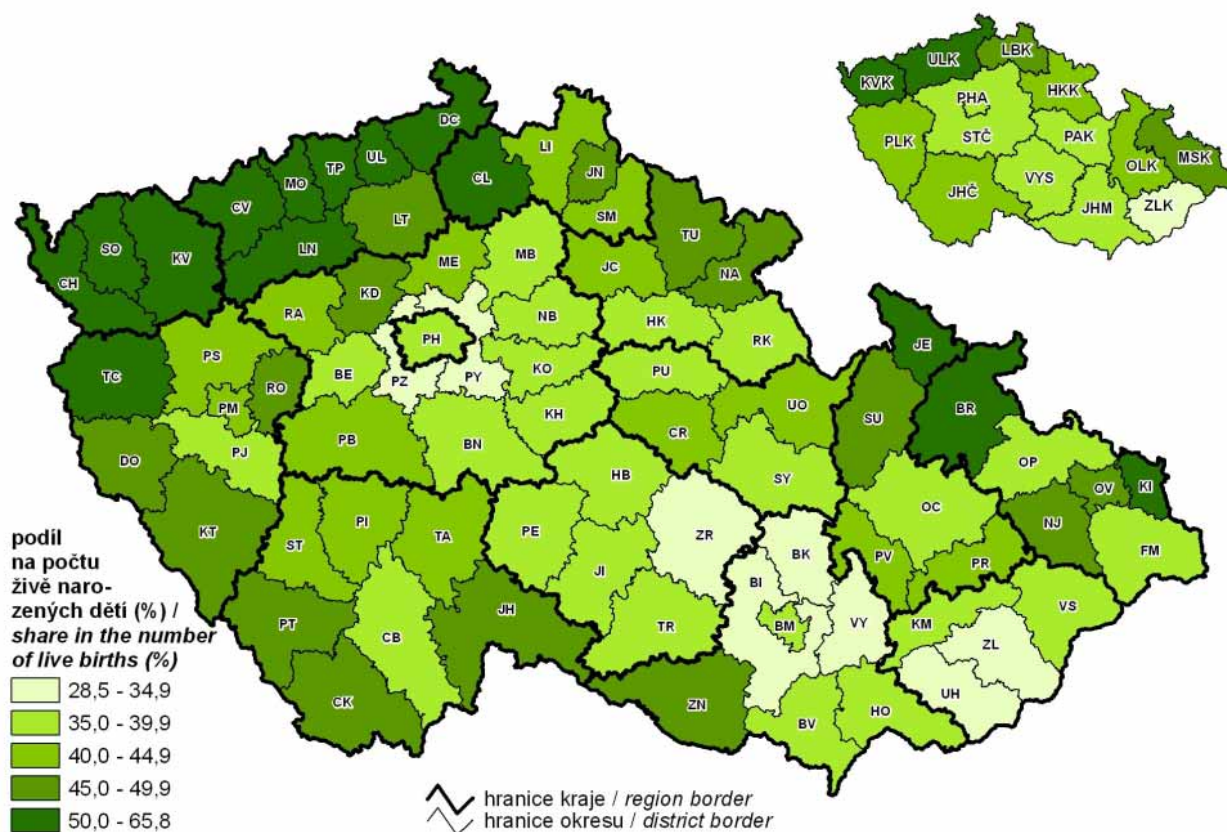 DC
LI
UL
TP
MO
CL
JN
CV
LT
SM
SO
KV
LN
TU
CH
ME
MB
JC
NA
KD
RA
NB
HK
PH
RK
PS
TC
BE
PZ
PY
KO
PU
RO
PM
KH
UO
CR
PJ
PB
BN
DO
SY
HB
KT
ST
PI
TA
PE
ZR
JI
PT
CB
JH
TR
CK
ZN
BK
BI
BM
VY
BV
HO
JE
SU
BR
OP
OV
KI
OC
NJ
FM
PV
PR
KM
VS
ZL
UH
ULK
LBK
KVK
HKK
PHA
STČ
PAK
PLK
OLK
MSK
VYS
JHČ
JHM
ZLK
podíl
na počtu
živě naro-
zených dětí (%) /
share in the number
of live births (%)
28,5 - 34,9
35,0 - 39,9
40,0 - 44,9
45,0 - 49,9
50,0 - 65,8
hranice kraje / region border
hranice okresu / district border